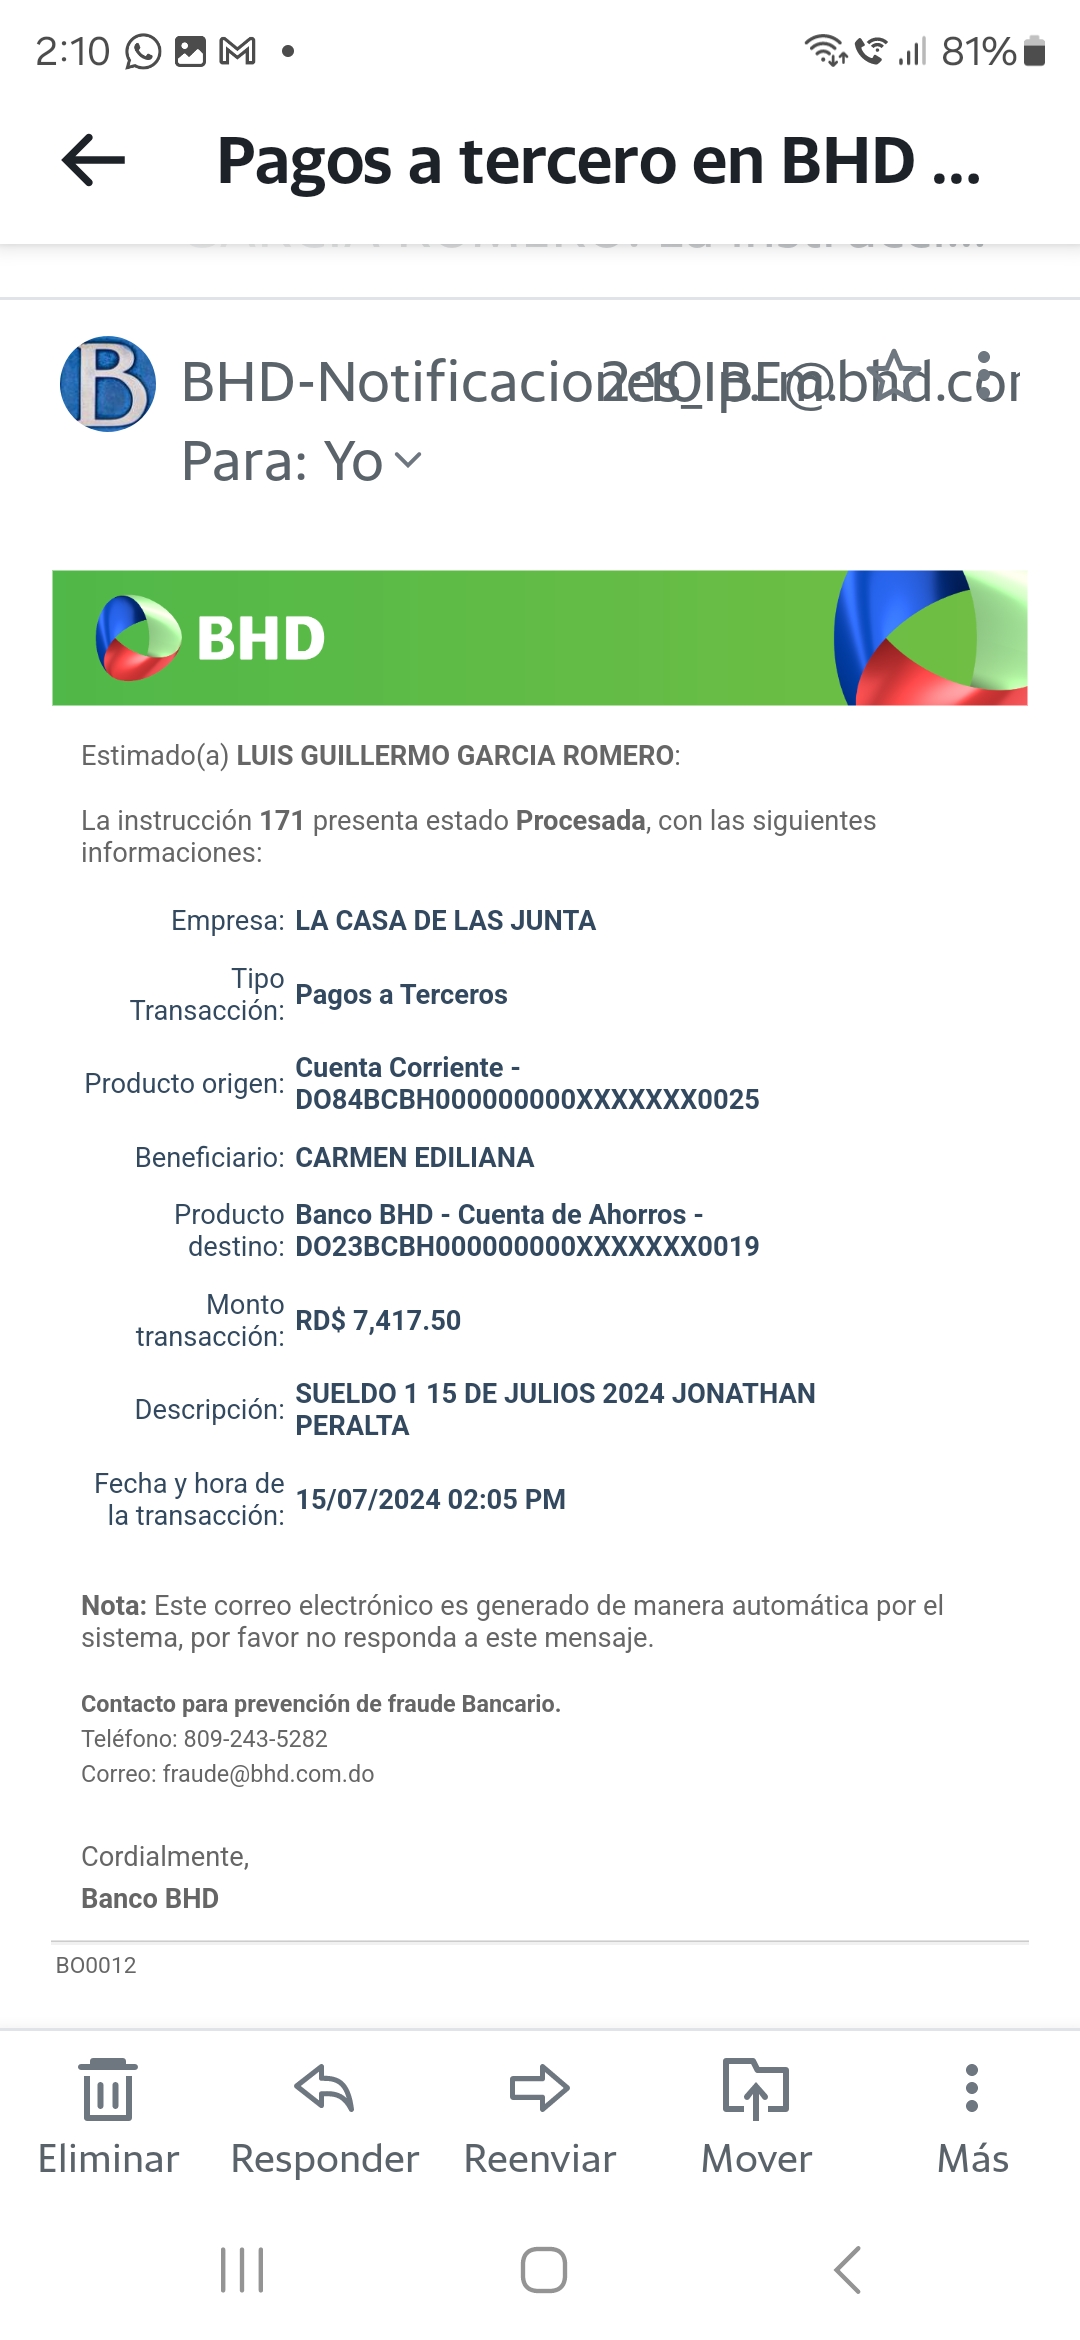 2:10
81%
Pagos a tercero en BHD ...
B
BHD-Notificaciones_IBE@bhd.cor
2:10 p. m.
Para: Yo
BHD
Estimado(a) LUIS GUILLERMO GARCIA ROMERO:
La instrucción 171 presenta estado Procesada, con las siguientes
informaciones:
Empresa: LA CASA DE LAS JUNTA
Tipo
Transacción: Pagos a Terceros
Producto origen: Cuenta Corriente -
DO84BCBH000000000XXXXXXX0025
Beneficiario: CARMEN EDILIANA
Producto Banco BHD - Cuenta de Ahorros -
destino: DO23BCBH000000000XXXXXXX0019
Monto
transacción: RD$ 7,417.50
Descripción: SUELDO 1 15 DE JULIOS 2024 JONATHAN
PERALTA
Fecha y hora de
la transacción: 15/07/2024 02:05 PM
Nota: Este correo electrónico es generado de manera automática por el
sistema, por favor no responda a este mensaje.
Contacto para prevención de fraude Bancario.
Teléfono: 809-243-5282
Correo: fraude@bhd.com.do
Cordialmente,
Banco BHD
BO0012
Eliminar Responder Reenviar Mover Más